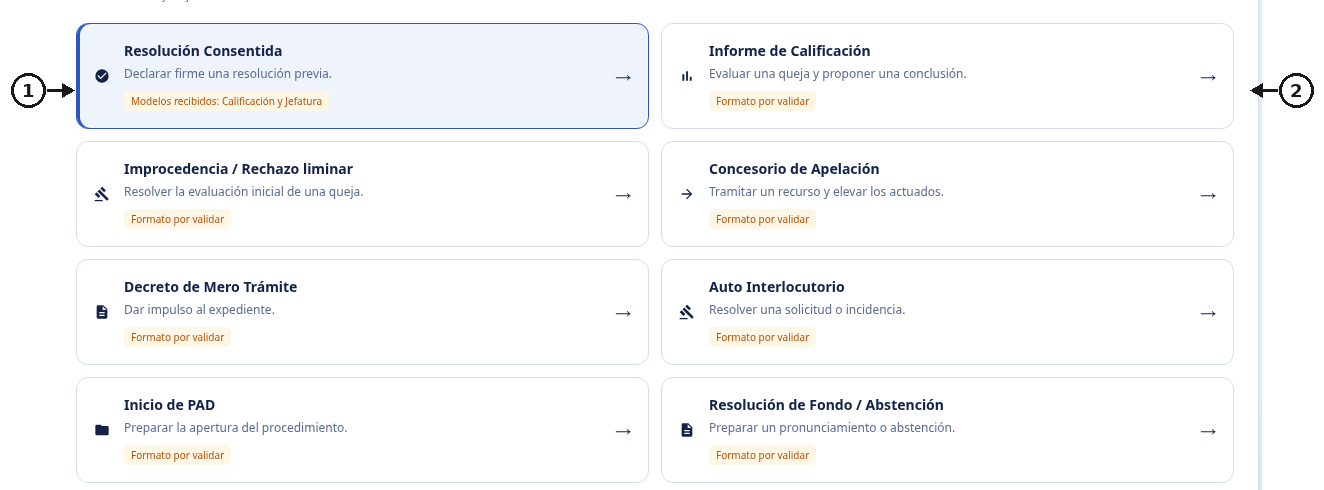 Resolución Consentida
Declarar firme una resolución previa.
Modelos recibidos: Calificación y Jefatura
→
1
Informe de Calificación
Evaluar una queja y proponer una conclusión.
Formato por validar
→
2
Improcedencia / Rechazo liminar
Resolver la evaluación inicial de una queja.
Formato por validar
→
Concesorio de Apelación
Tramitar un recurso y elevar los actuados.
Formato por validar
→
Decreto de Mero Trámite
Dar impulso al expediente.
Formato por validar
→
Auto Interlocutorio
Resolver una solicitud o incidencia.
Formato por validar
→
Inicio de PAD
Preparar la apertura del procedimiento.
Formato por validar
→
Resolución de Fondo / Abstención
Preparar un pronunciamiento o abstención.
Formato por validar
→